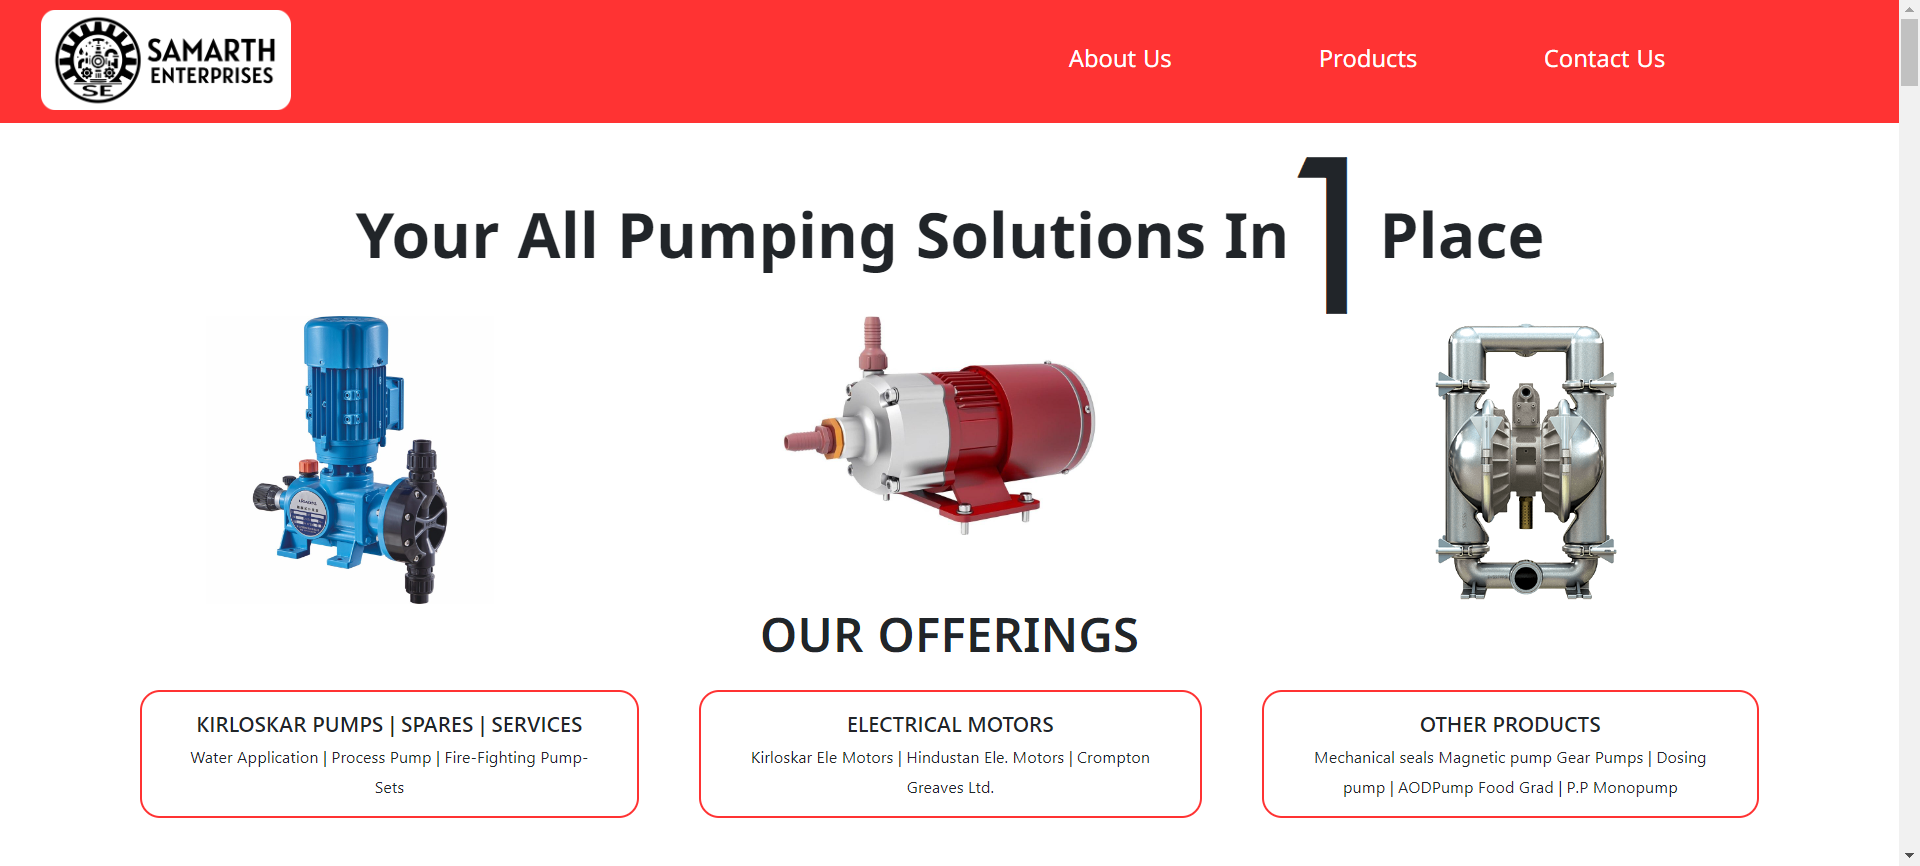 SAMARTH
ENTERPRISES
SE
About Us
Products
Contact Us
Your All Pumping Solutions In 1 Place
OUR OFFERINGS
KIRLOSKAR PUMPS | SPARES | SERVICES
Water Application | Process Pump | Fire-Fighting Pump-
Sets
ELECTRICAL MOTORS
Kirloskar Ele Motors | Hindustan Ele. Motors | Crompton
Greaves Ltd.
OTHER PRODUCTS
Mechanical seals Magnetic pump Gear Pumps | Dosing
pump | AODPump Food Grad | P.P Monopump